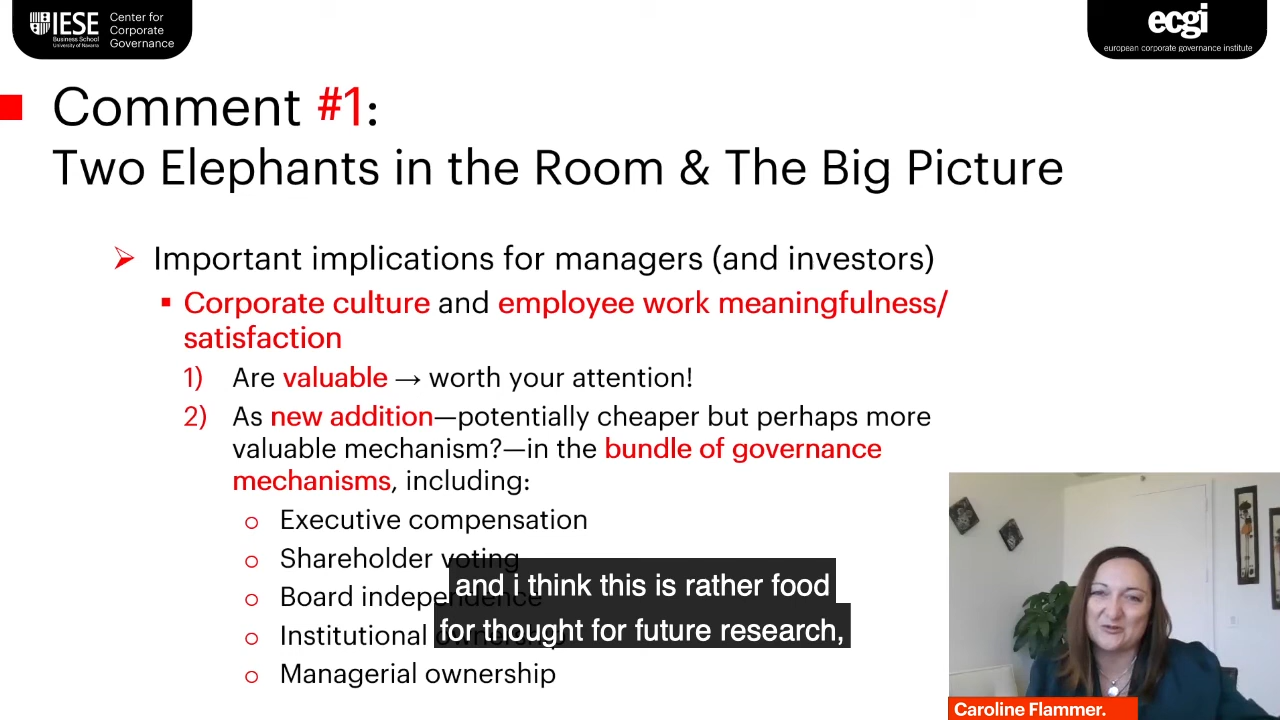 IESE
Business School
University of Navarra
Center for
Corporate
Governance
ecgi
european corporate governance institute
Comment #1:
Two Elephants in the Room & The Big Picture
➢ Important implications for managers (and investors)
▪ Corporate culture and employee work meaningfulness/
satisfaction
1) Are valuable → worth your attention!
2) As new addition—potentially cheaper but perhaps more
valuable mechanism?—in the bundle of governance
mechanisms, including:
o Executive compensation
o Shareholder voting
o Board independence
o Institutional ownership
o Managerial ownership
and i think this is rather food
for thought for future research,
Caroline Flammer.